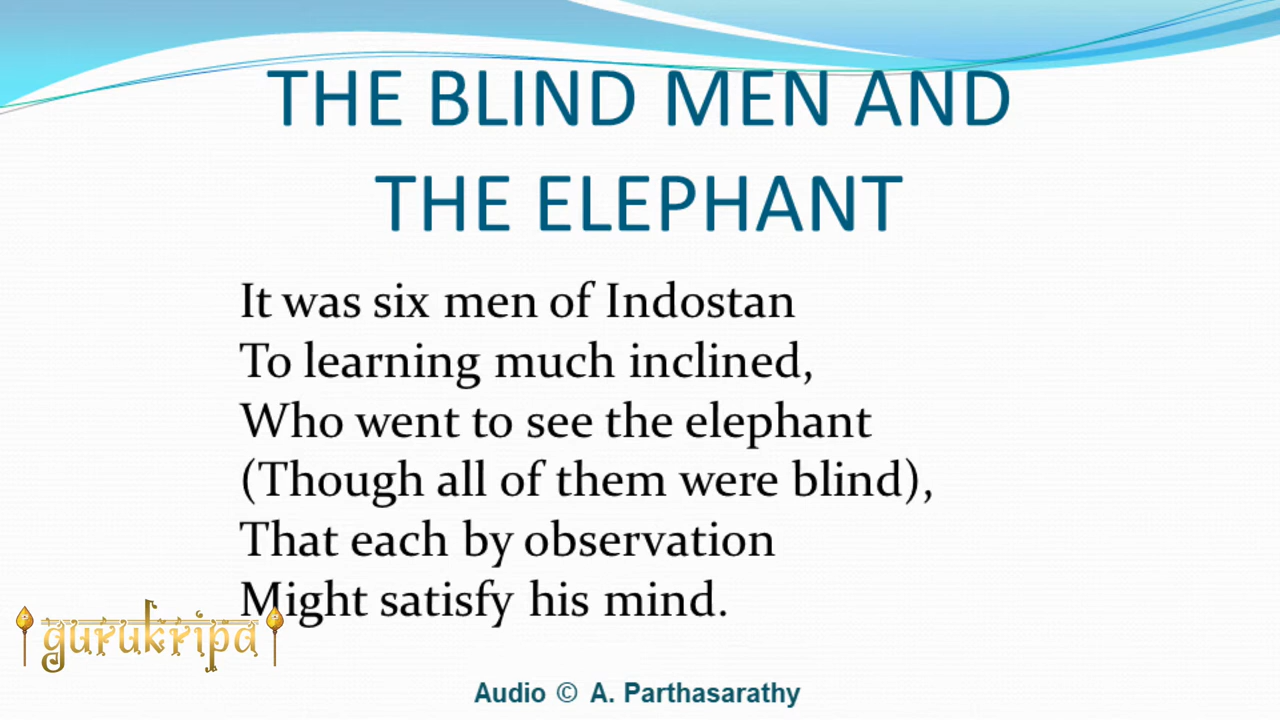 THE BLIND MEN AND
THE ELEPHANT
It was six men of Indostan
To learning much inclined,
Who went to see the elephant
(Though all of them were blind),
That each by observation
Might satisfy his mind.
gurukripa
Audio © A. Parthasarathy